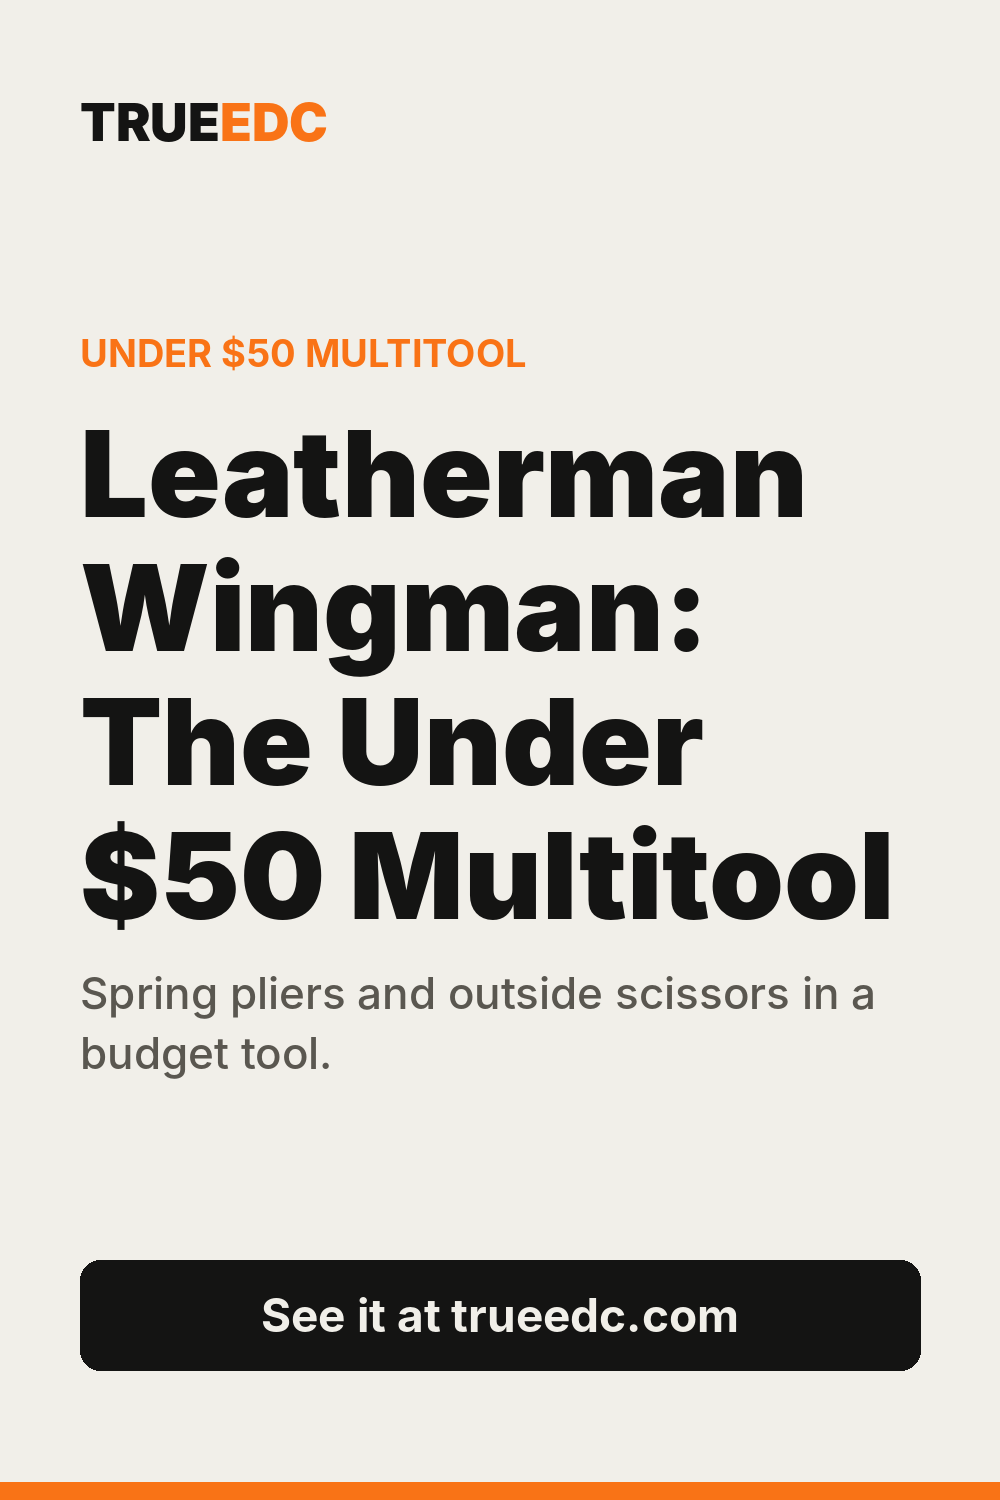 TRUEEDC
UNDER $50 MULTITOOL
Leatherman
Wingman:
The Under
$50 Multitool
Spring pliers and outside scissors in a
budget tool.
See it at trueedc.com